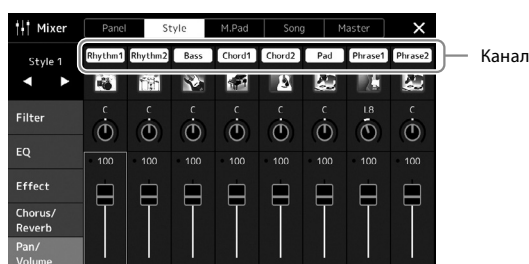 Mixer
Panel Style M.Pad Song Master
Style 1
Rhythm1 Rhythm2 Bass Chord1 Chord2 Pad Phrase1 Phrase2
Канал
Filter
C C C C C C L8 C
EQ
100 100 100 100 100 100 100 100
Effect
Chorus/
Reverb
Pan/
Volume